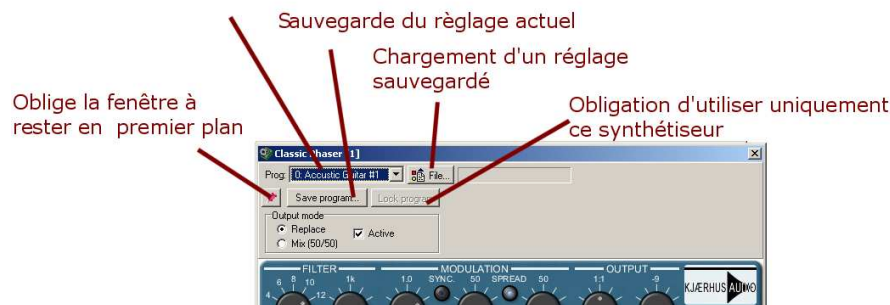 Sauvegarde du règlage actuel
Chargement d'un réglage
sauvegardé
Oblige la fenêtre à
rester en premier plan
Obligation d'utiliser uniquement
ce synthétiseur
Classic Phaser [1]
Prog: 0: Accustic Guitar #1 File...
Save program... Lock program
Output mode
Replace
Active
Mix (50/50)
FILTER MODULATION OUTPUT
4 6 8 10 12 1k 1.0 SYNC. 50 SPREAD 50 1:1 -9
KJÆRHUS AUDIO